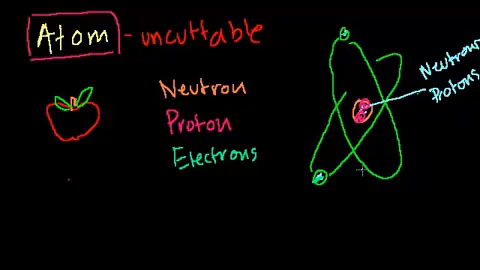 Atom - uncuttable
Neutron
Proton
Electrons
Neutrons
Protons